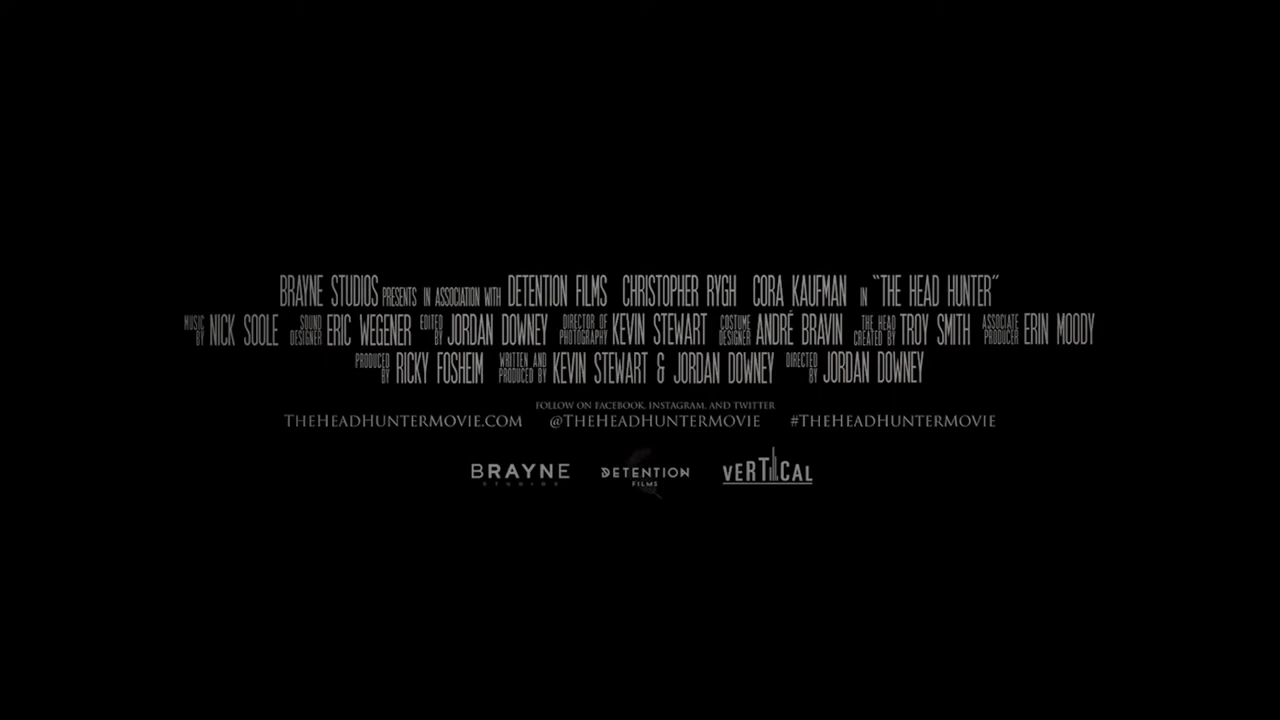 BRAYNE STUDIOS PRESENTS IN ASSOCIATION WITH DETENTION FILMS CHRISTOPHER RYGH CORA KAUFMAN IN “THE HEAD HUNTER”
MUSIC BY NICK SOOLE SOUND DESIGNER ERIC WEGENER EDITED BY JORDAN DOWNEY DIRECTOR OF PHOTOGRAPHY KEVIN STEWART COSTUME DESIGNER ANDRÉ BRAVIN THE HEAD CREATED BY TROY SMITH ASSOCIATE PRODUCER ERIN MOODY
PRODUCED BY RICKY FOSHEIM WRITTEN AND PRODUCED BY KEVIN STEWART & JORDAN DOWNEY DIRECTED BY JORDAN DOWNEY
FOLLOW ON FACEBOOK, INSTAGRAM, AND TWITTER
THEHEADHUNTERMOVIE.COM @THEHEADHUNTERMOVIE #THEHEADHUNTERMOVIE
BRAYNE STUDIOS DETENTION FILMS VERTICAL